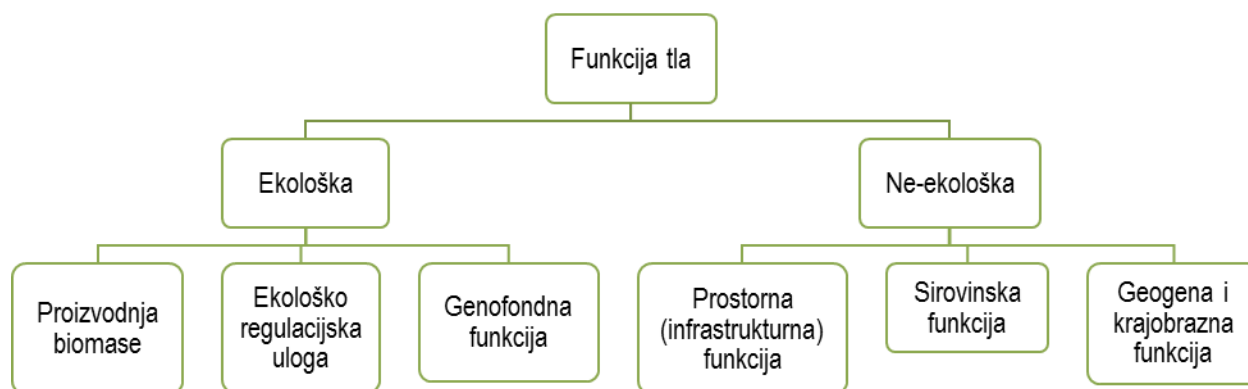 Funkcija tla
Ekološka
Ne-ekološka
Proizvodnja
biomase
Ekološko
regulacijska
uloga
Genofondna
funkcija
Prostorna
(infrastrukturna)
funkcija
Sirovinska
funkcija
Geogena i
krajobrazna
funkcija